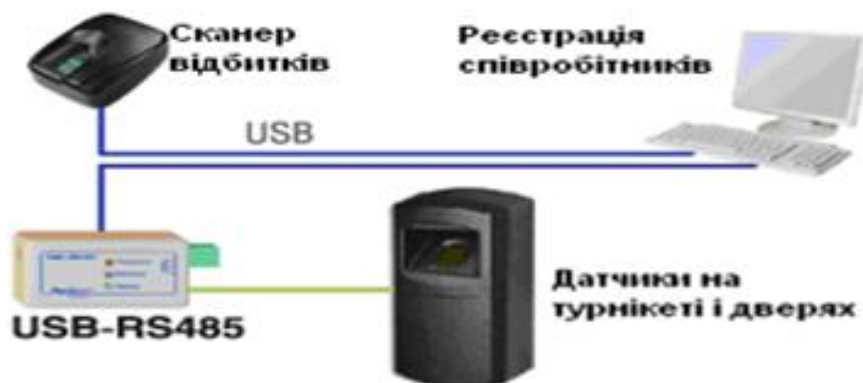 Сканер
відбитків
Реєстрація
співробітників
USB
USB-RS485
Датчики на
турнікеті і дверях